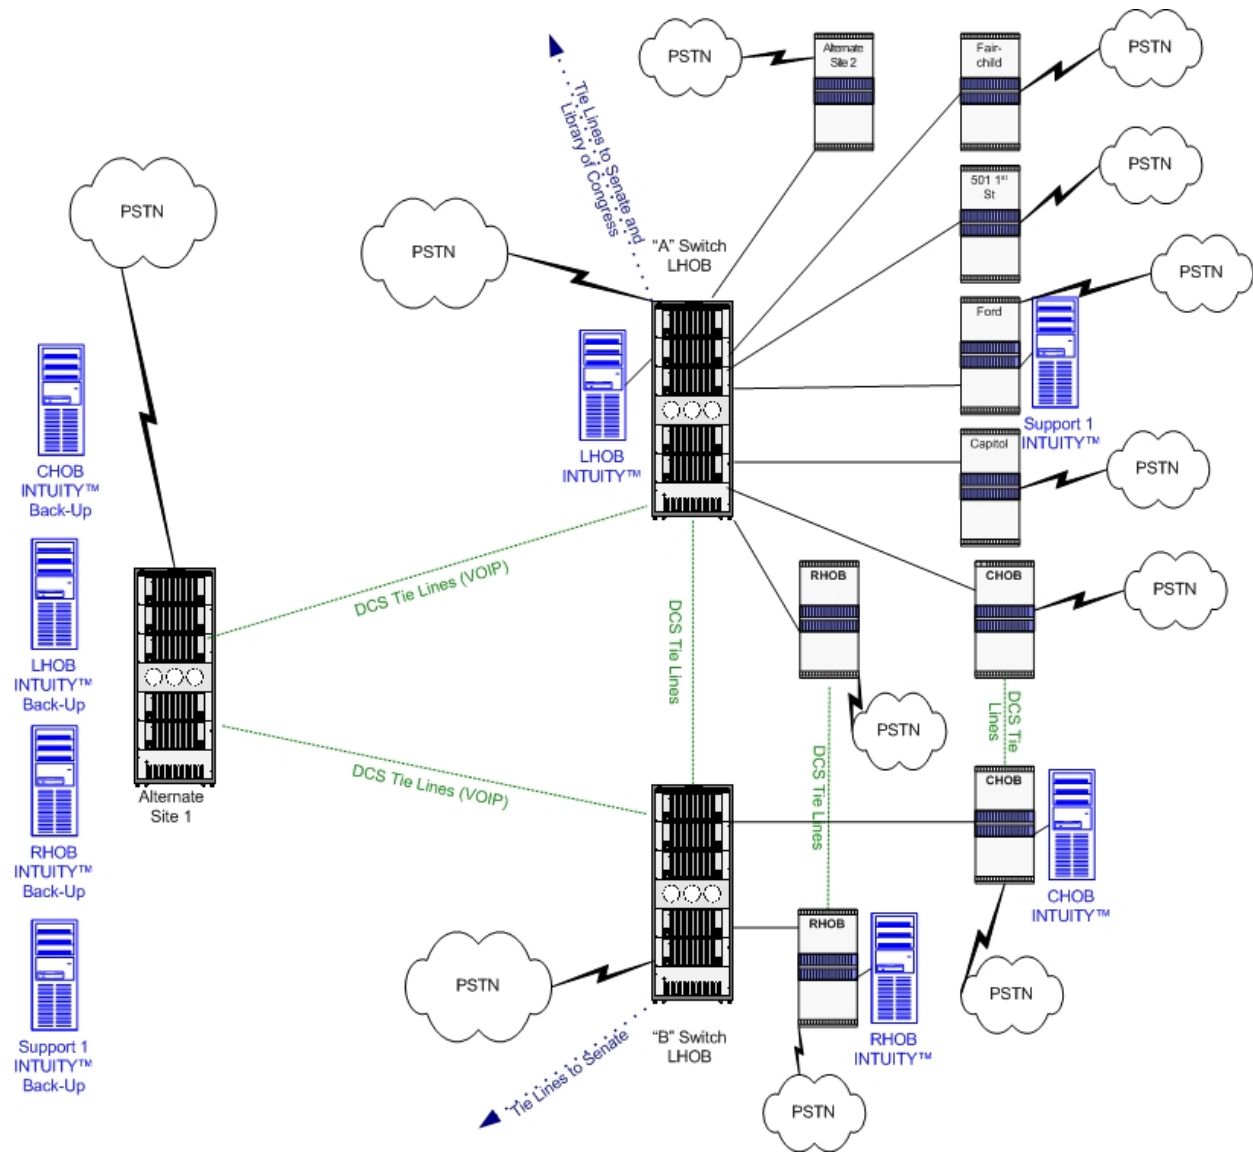 PSTN
Alternate
Site 2
Fair-
child
PSTN
Tie Lines to Senate and
Library of Congress
501 1st
St
PSTN
PSTN
PSTN
"A" Switch
LHOB
PSTN
Ford
Support 1
INTUITY™
LHOB
INTUITY™
Capitol
PSTN
CHOB
INTUITY™
Back-Up
DCS Tie Lines (VOIP)
DCS Tie Lines
RHOB
CHOB
PSTN
LHOB
INTUITY™
Back-Up
PSTN
DCS Tie
Lines
DCS Tie Lines
DCS Tie Lines (VOIP)
Alternate
Site 1
CHOB
RHOB
INTUITY™
Back-Up
CHOB
INTUITY™
RHOB
PSTN
PSTN
"B" Switch
LHOB
RHOB
INTUITY™
Support 1
INTUITY™
Back-Up
Tie Lines to Senate
PSTN